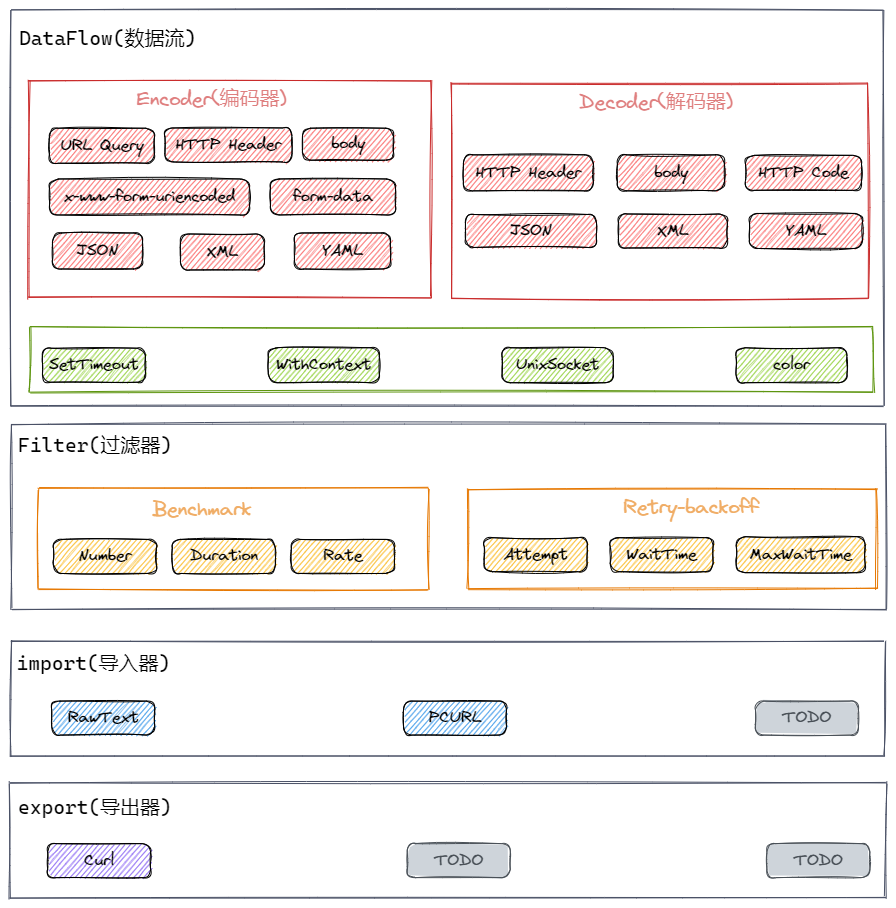 DataFlow(数据流)
Encoder(编码器)
URL Query HTTP Header body
x-www-form-uriencoded form-data
JSON XML YAML
Decoder(解码器)
HTTP Header body HTTP Code
JSON XML YAML
SetTimeout WithContext UnixSocket color
Filter(过滤器)
Benchmark
Number Duration Rate
Retry-backoff
Attempt WaitTime MaxWaitTime
import(导入器)
RawText PCURL TODO
export(导出器)
Curl TODO TODO